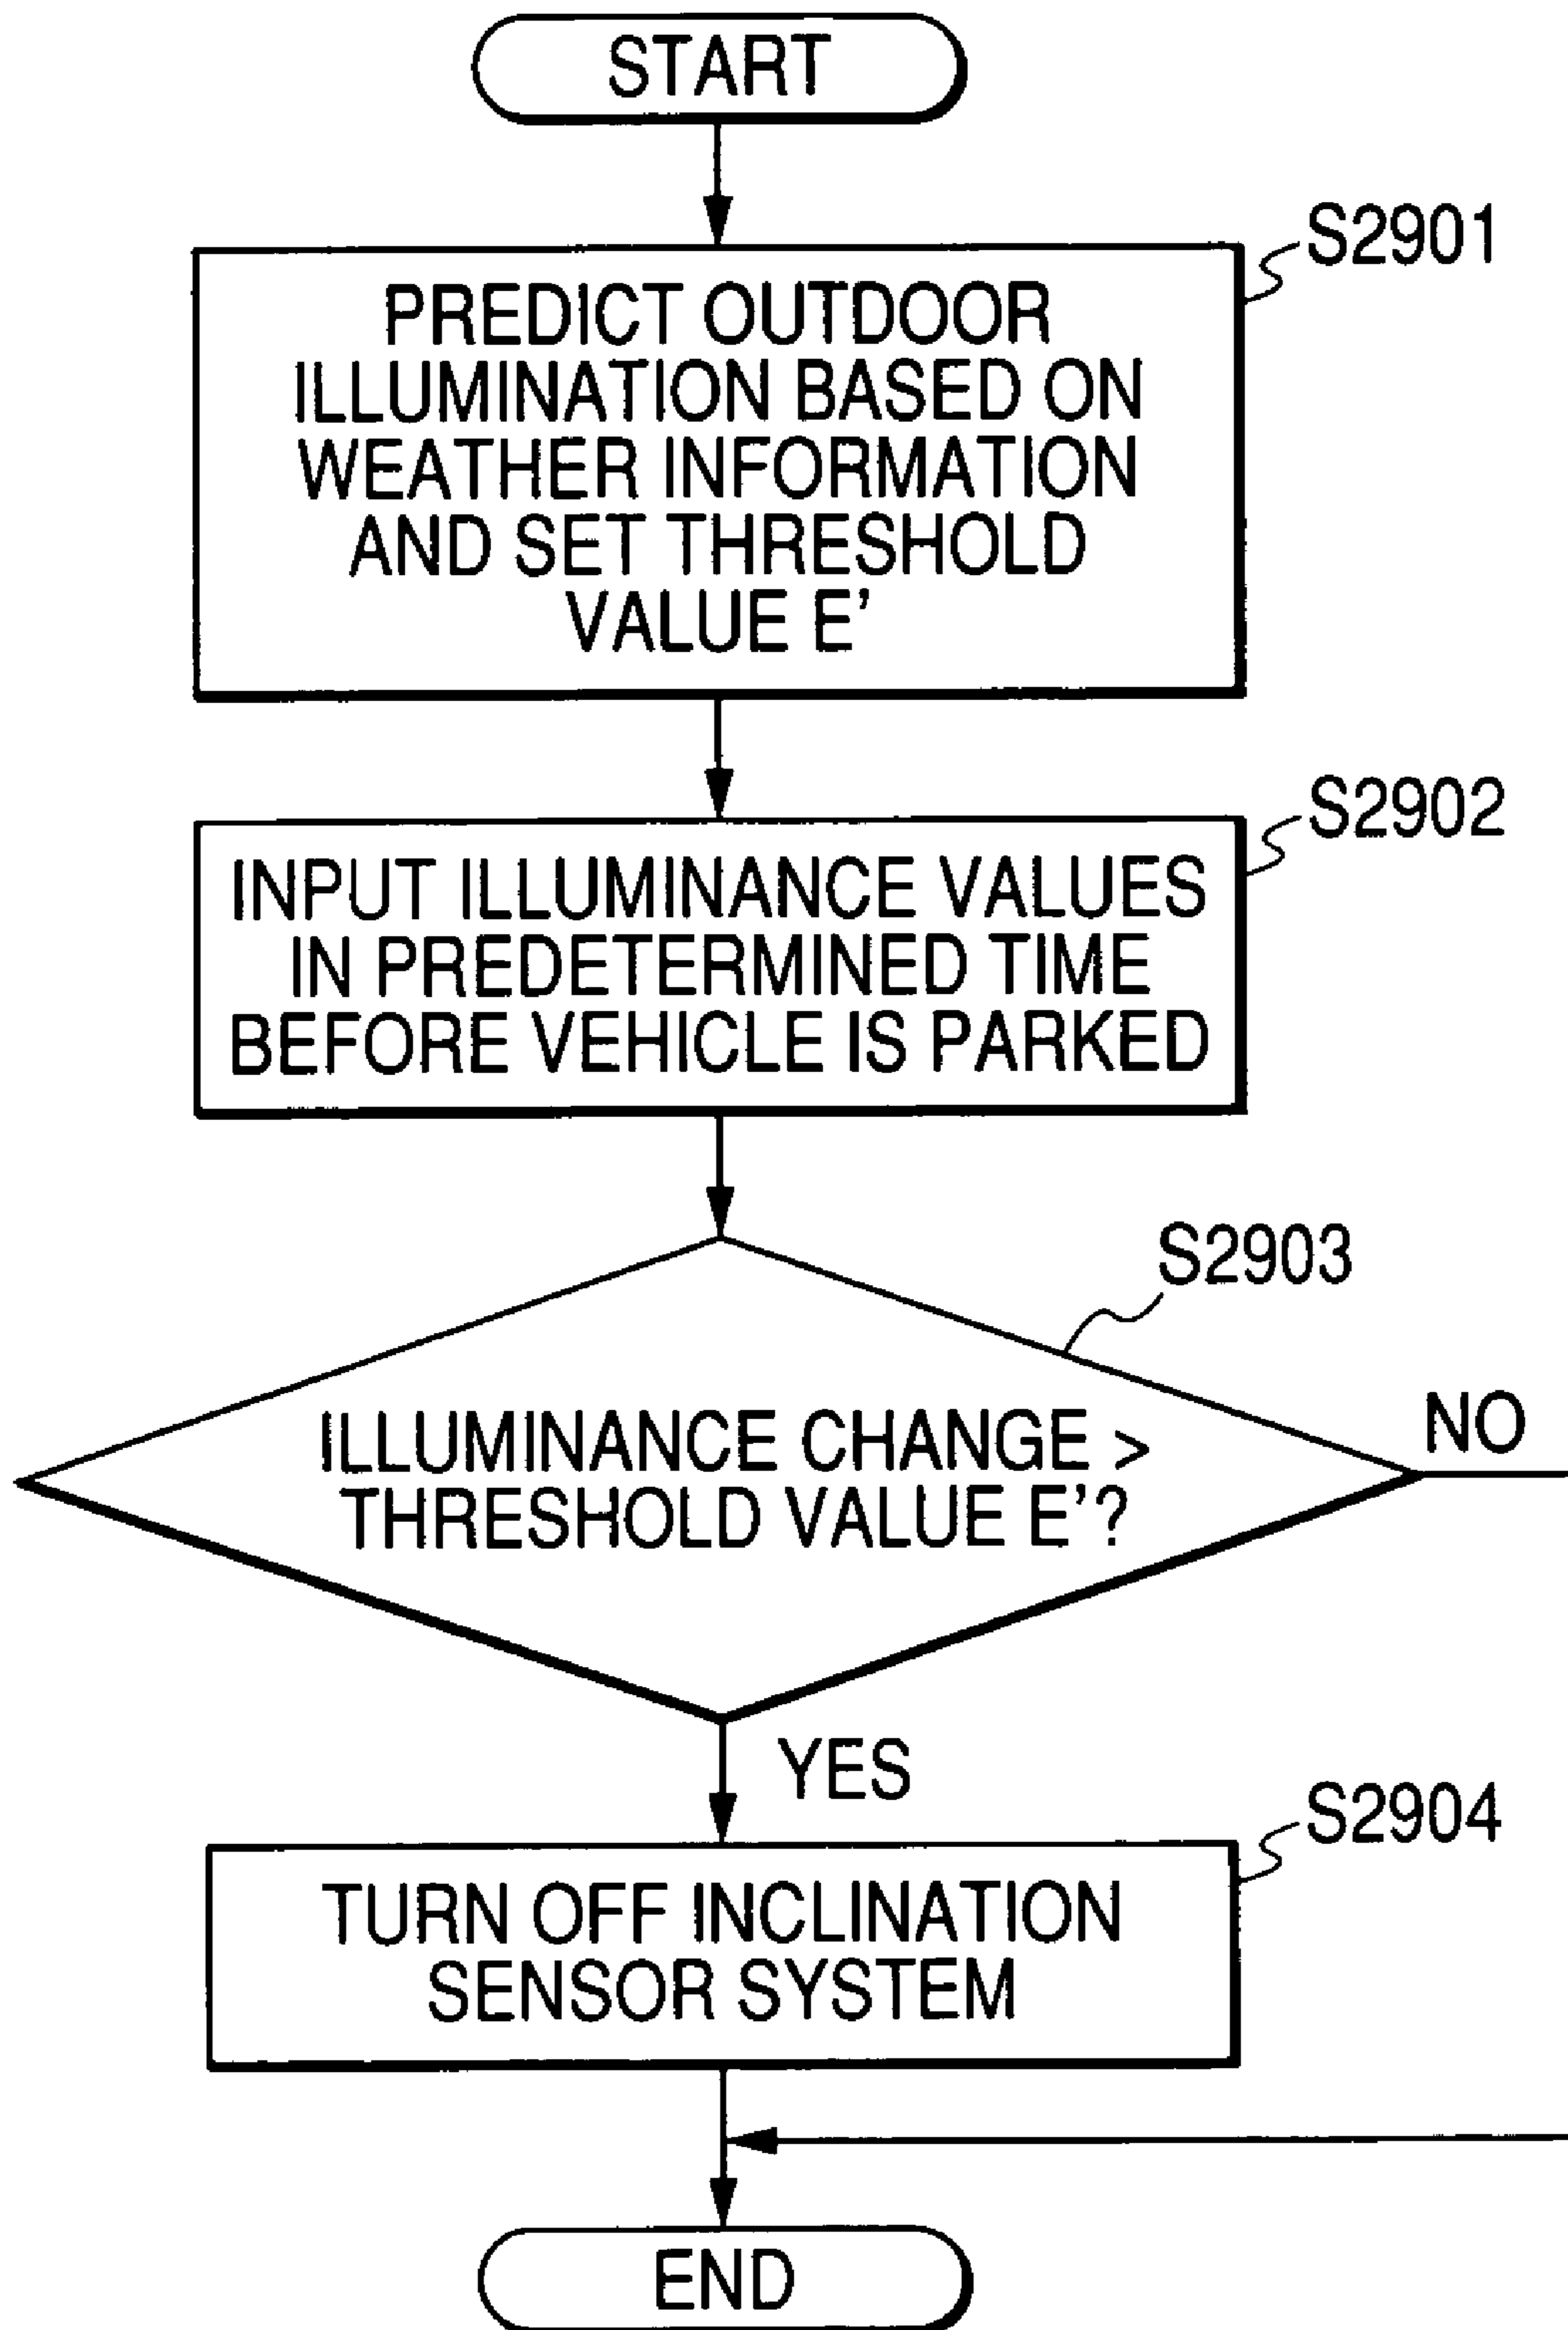 START
S2901
PREDICT OUTDOOR
ILLUMINATION BASED ON
WEATHER INFORMATION
AND SET THRESHOLD
VALUE E'
S2902
INPUT ILLUMINANCE VALUES
IN PREDETERMINED TIME
BEFORE VEHICLE IS PARKED
S2903
ILLUMINANCE CHANGE >
THRESHOLD VALUE E'?
NO
YES
S2904
TURN OFF INCLINATION
SENSOR SYSTEM
END